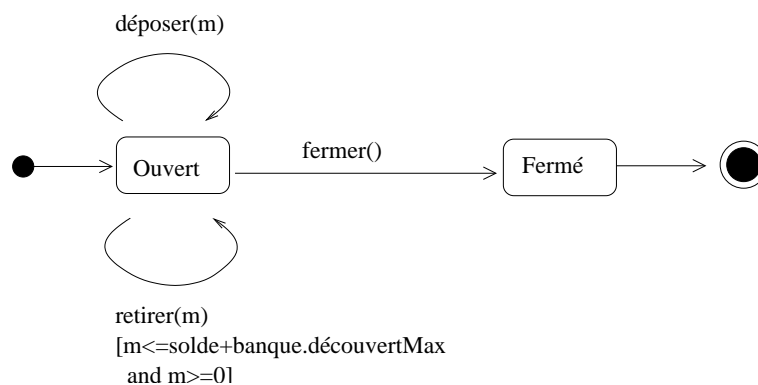 déposer(m)
Ouvert
fermer()
Fermé
retirer(m)
[m<=solde+banque.découvertMax
and m>=0]